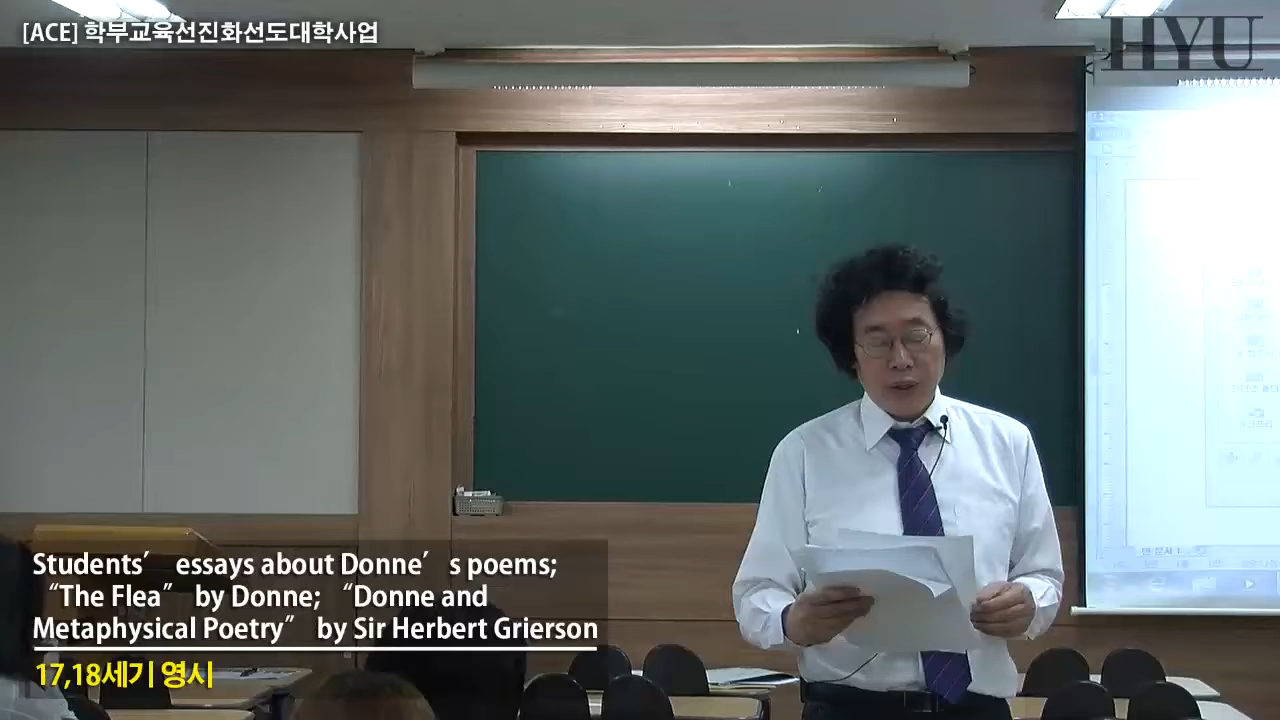 [ACE] 학부교육선진화선도대학사업
HYU
Students′ essays about Donne′s poems;
“The Flea” by Donne; “Donne and
Metaphysical Poetry” by Sir Herbert Grierson
17,18세기 영시